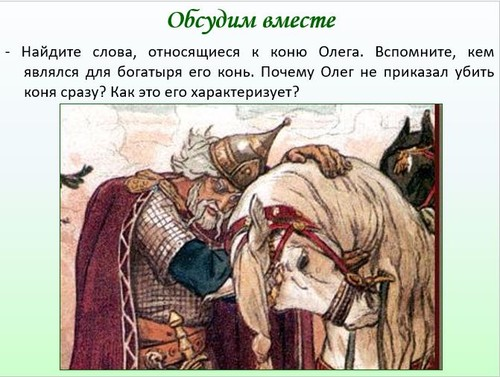 Обсудим вместе
- Найдите слова, относящиеся к коню Олега. Вспомните, кем
являлся для богатыря его конь. Почему Олег не приказал убить
коня сразу? Как это его характеризует?